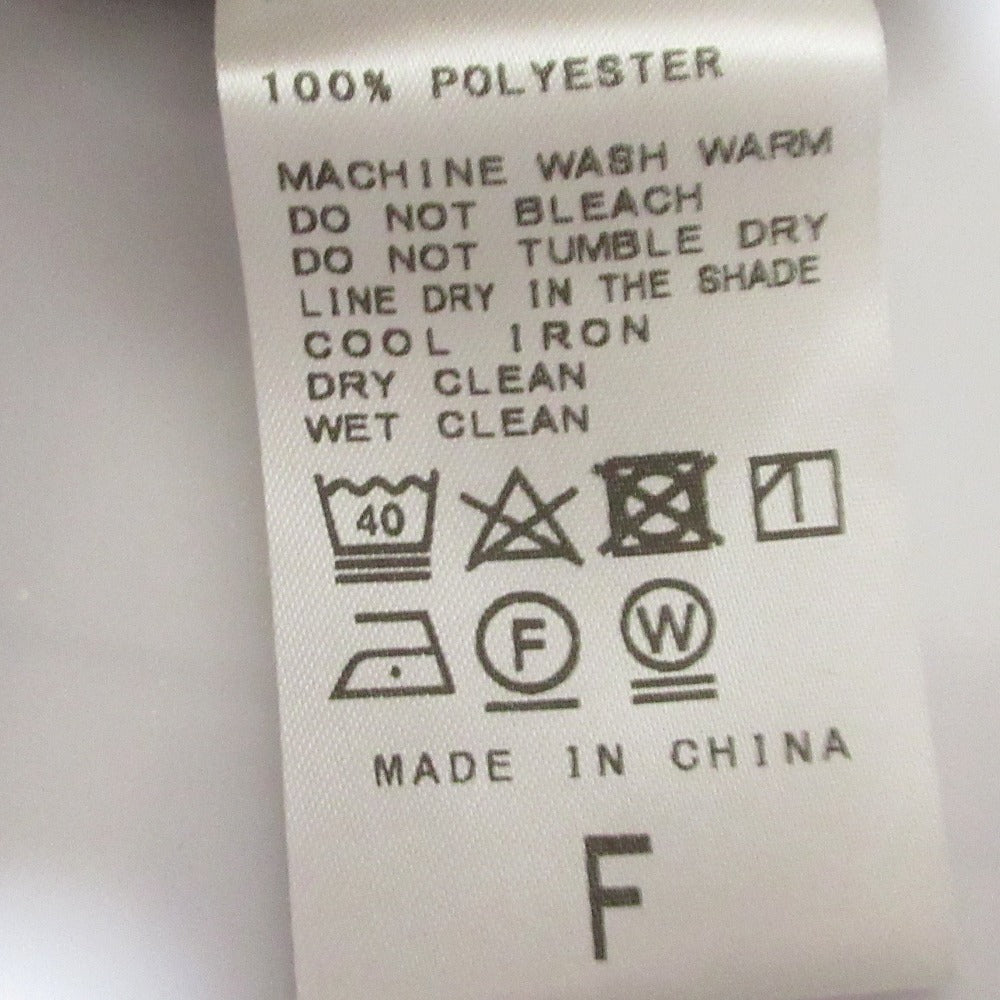 100% POLYESTER
MACHINE WASH WARM
DO NOT BLEACH
DO NOT TUMBLE DRY
LINE DRY IN THE SHADE
COOL IRON
DRY CLEAN
WET CLEAN
40
F W
MADE IN CHINA
F